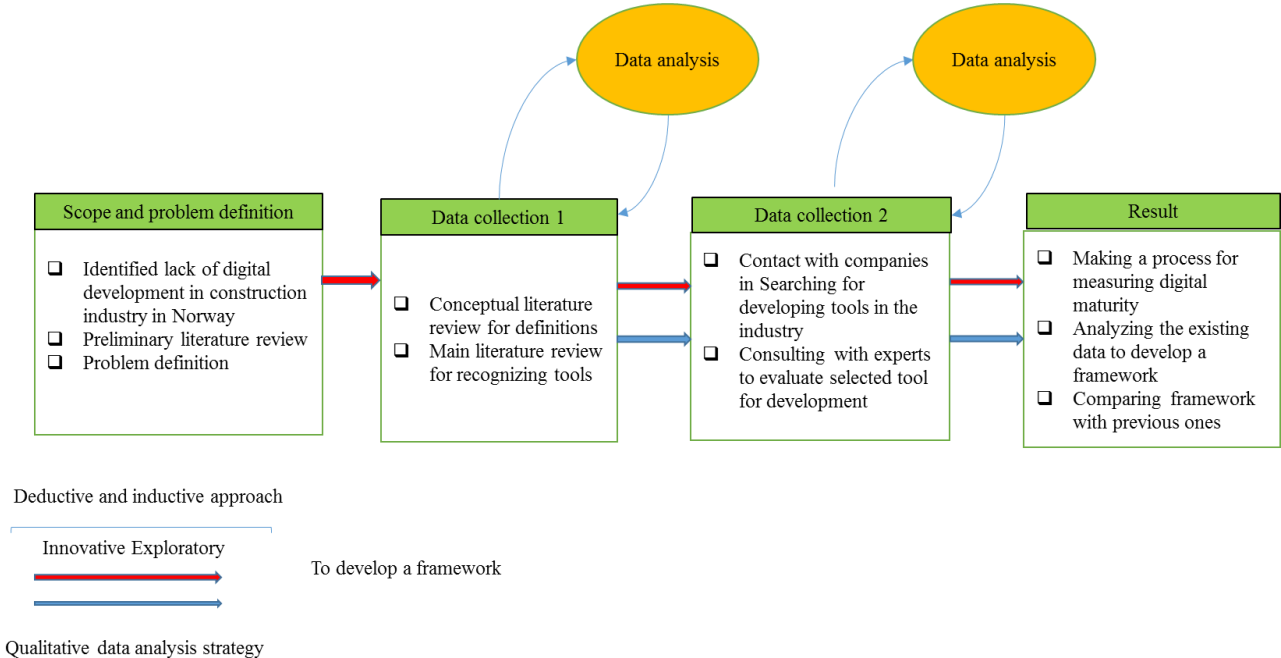 Data analysis
Data analysis
Scope and problem definition
Identified lack of digital
development in construction
industry in Norway
Preliminary literature review
Problem definition
Data collection 1
Conceptual literature
review for definitions
Main literature review
for recognizing tools
Data collection 2
Contact with companies
in Searching for
developing tools in the
industry
Consulting with experts
to evaluate selected tool
for development
Result
Making a process for
measuring digital
maturity
Analyzing the existing
data to develop a
framework
Comparing framework
with previous ones
Deductive and inductive approach
Innovative Exploratory
To develop a framework
Qualitative data analysis strategy